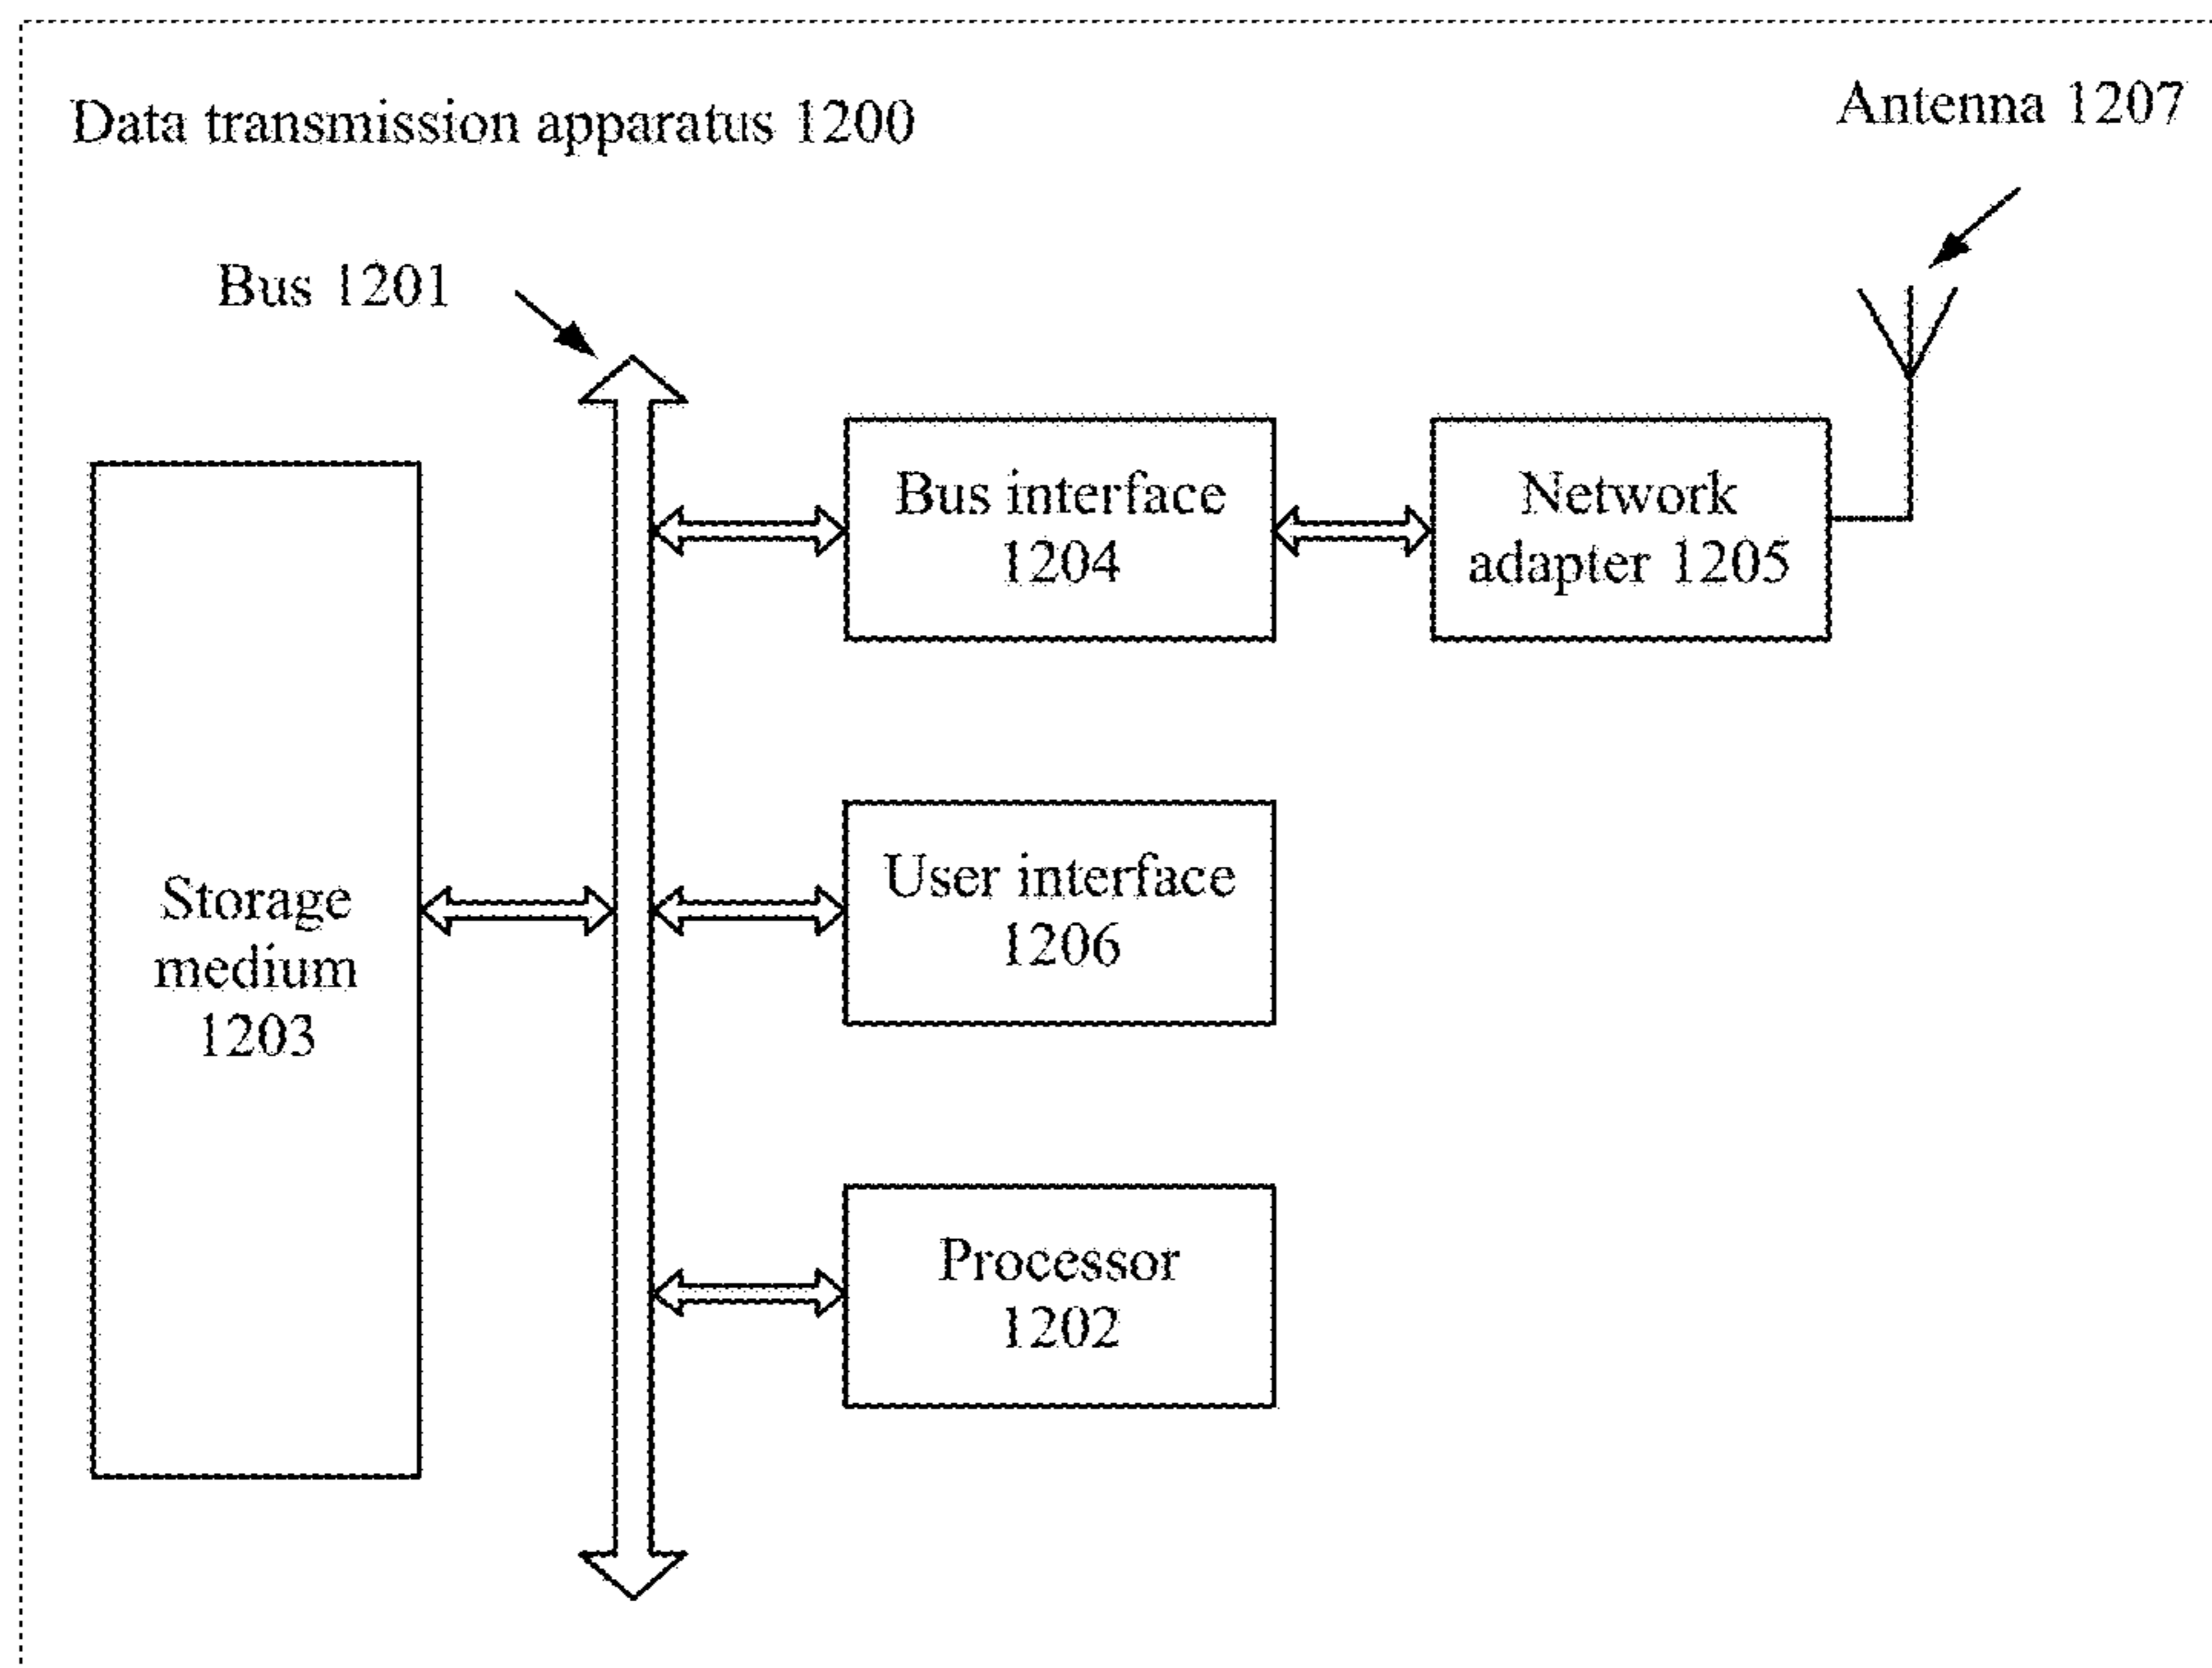 Data transmission apparatus 1200
Antenna 1207
Bus 1201
Bus interface
1204
Network
adapter 1205
Storage
medium
1203
User interface
1206
Processor
1202